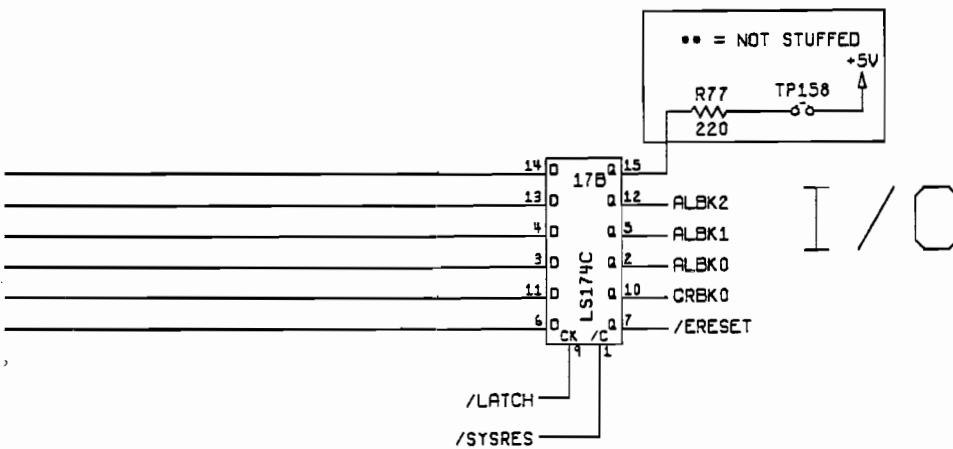 •• = NOT STUFFED
+5V
R77
TP158
220
14 D 17B Q 15
13 D Q 12 ALBK2
4 D Q 5 ALBK1
3 D Q 2 ALBK0
11 D Q 10 GRBK0
6 D Q 7 /ERESET
LS174C
CK /C
9 1
/LATCH
/SYSRES
I/O